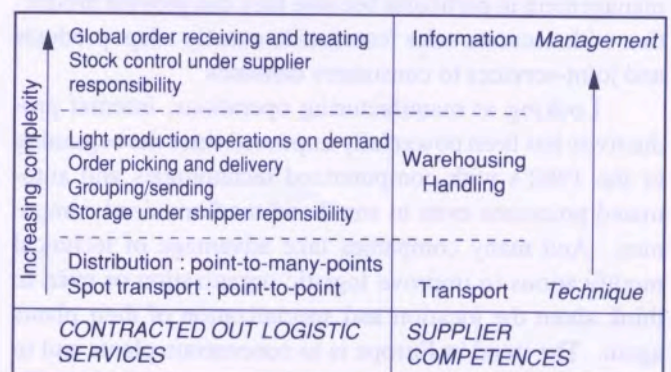 Global order receiving and treating
Stock control under supplier
responsibility
Information Management
Light production operations on demand
Order picking and delivery
Grouping/sending
Storage under shipper reponsibility
Warehousing
Handling
Distribution : point-to-many-points
Spot transport : point-to-point
Transport Technique
Increasing complexity
CONTRACTED OUT LOGISTIC
SERVICES
SUPPLIER
COMPETENCES